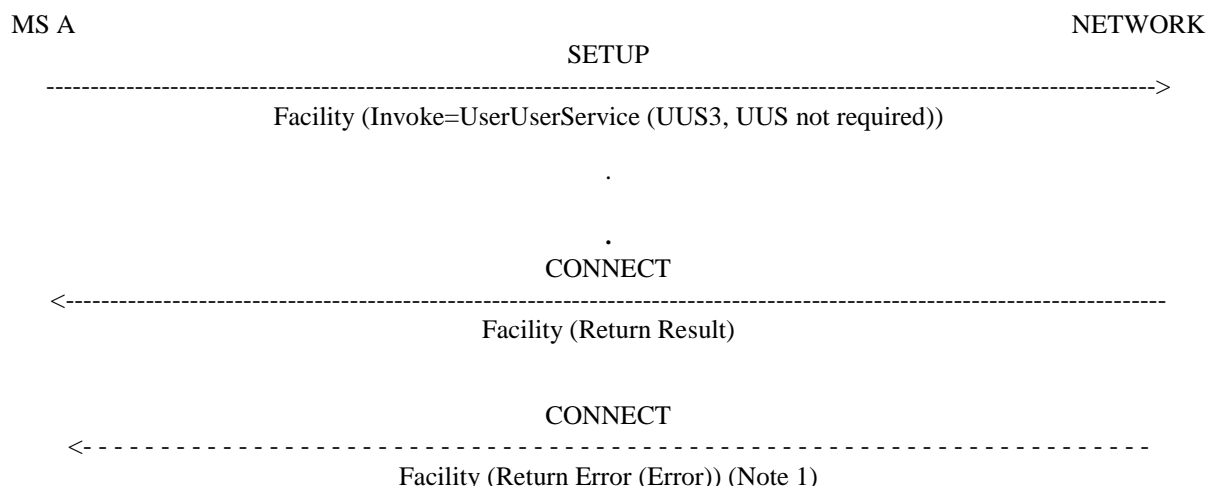 MS A NETWORK
SETUP
------------------------------------------------------------------------------------------------------------------------------>
Facility (Invoke=UserUserService (UUS3, UUS not required))
.
.
CONNECT
<-----------------------------------------------------------------------------------------------------------------------------
Facility (Return Result)
CONNECT
<- - - - - - - - - - - - - - - - - - - - - - - - - - - - - - - - - - - - - - - - - - - - - - - - - - - - - - - - - - - - - - - - - - - - - -
Facility (Return Error (Error)) (Note 1)